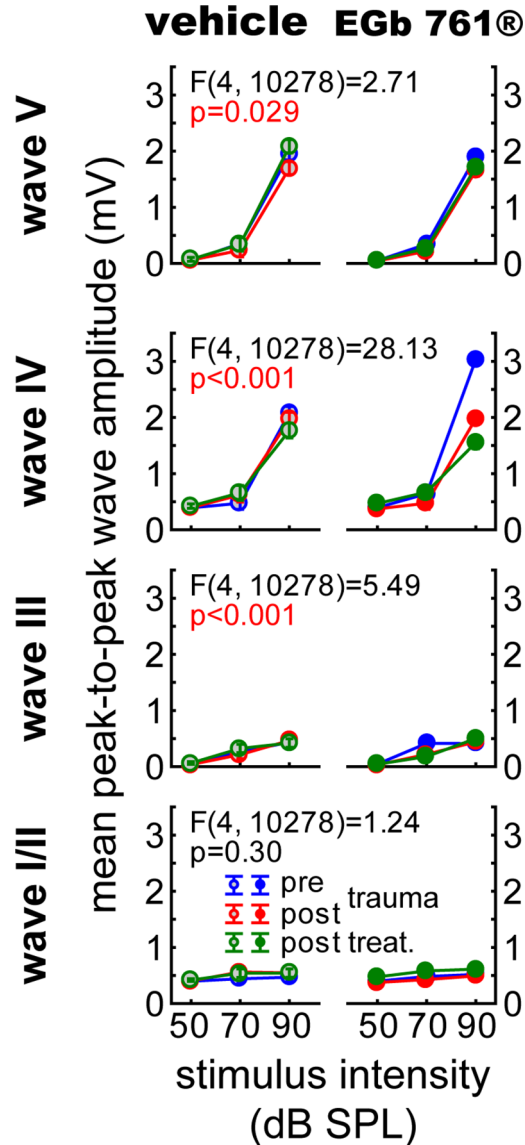 vehicle EGb 761®
mean peak-to-peak wave amplitude (mV)
wave V
F(4, 10278)=2.71
p=0.029
3 3
2 2
1 1
0 0
wave IV
F(4, 10278)=28.13
p<0.001
3 3
2 2
1 1
0 0
wave III
F(4, 10278)=5.49
p<0.001
3 3
2 2
1 1
0 0
wave I/II
F(4, 10278)=1.24
p=0.30
pre
post trauma
post treat.
3 3
2 2
1 1
0 0
50 70 90 50 70 90
stimulus intensity
(dB SPL)